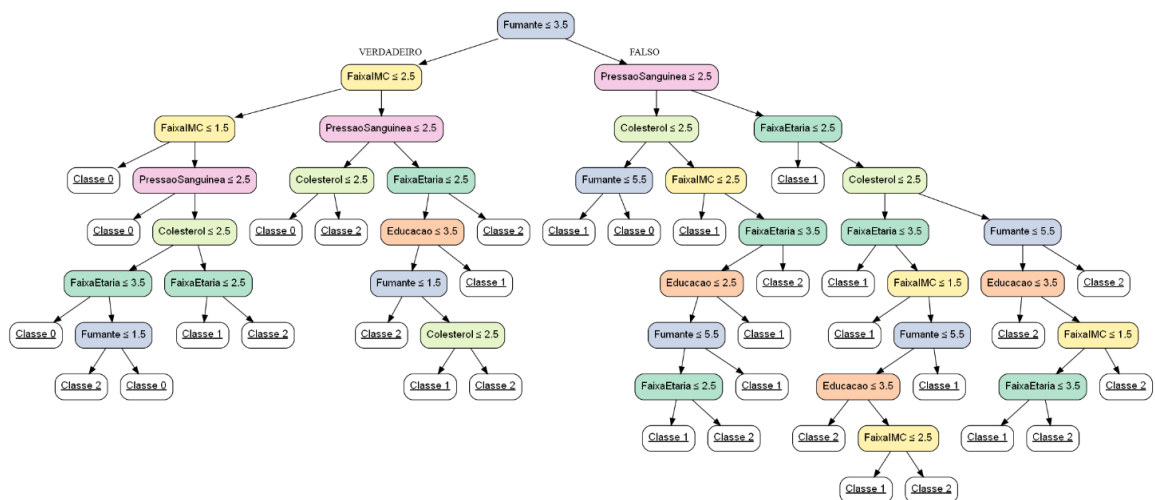 Fumante ≤ 3.5
VERDADEIRO FALSO
FaixaIMC ≤ 2.5 PressaoSanguinea ≤ 2.5
FaixaIMC ≤ 1.5 PressaoSanguinea ≤ 2.5 Colesterol ≤ 2.5 FaixaEtaria ≤ 2.5
Classe 0 PressaoSanguinea ≤ 2.5 Colesterol ≤ 2.5 FaixaEtaria ≤ 2.5 Fumante ≤ 5.5 FaixaIMC ≤ 2.5 Classe 1 Colesterol ≤ 2.5
Classe 0 Colesterol ≤ 2.5 Classe 0 Classe 2 Educacao ≤ 3.5 Classe 2 Classe 1 Classe 0 Classe 1 FaixaEtaria ≤ 3.5 FaixaEtaria ≤ 3.5 Fumante ≤ 5.5
FaixaEtaria ≤ 3.5 FaixaEtaria ≤ 2.5 Fumante ≤ 1.5 Classe 1 Educacao ≤ 2.5 Classe 2 Classe 1 FaixaIMC ≤ 1.5 Educacao ≤ 3.5 Classe 2
Classe 0 Fumante ≤ 1.5 Classe 1 Classe 2 Classe 2 Colesterol ≤ 2.5 Fumante ≤ 5.5 Classe 1 Classe 1 Fumante ≤ 5.5 Classe 2 FaixaIMC ≤ 1.5
Classe 2 Classe 0 Classe 1 Classe 2 FaixaEtaria ≤ 2.5 Classe 1 Educacao ≤ 3.5 Classe 1 FaixaEtaria ≤ 3.5 Classe 2
Classe 1 Classe 2 Classe 2 FaixaIMC ≤ 2.5 Classe 1 Classe 2
Classe 1 Classe 2